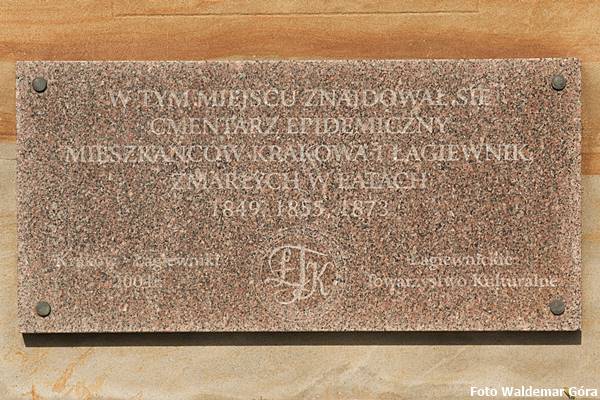 W TYM MIEJSCU ZNAJDOWAŁ SIĘ
CMENTARZ EPIDEMICZNY
MIESZKAŃCÓW KRAKOWA I ŁAGIEWNIK,
ZMARŁYCH W LATACH
1849, 1855, 1873
Kraków - Łagiewniki
ŁTK
Łagiewnickie
Towarzystwo Kulturalne
Foto Waldemar Góra